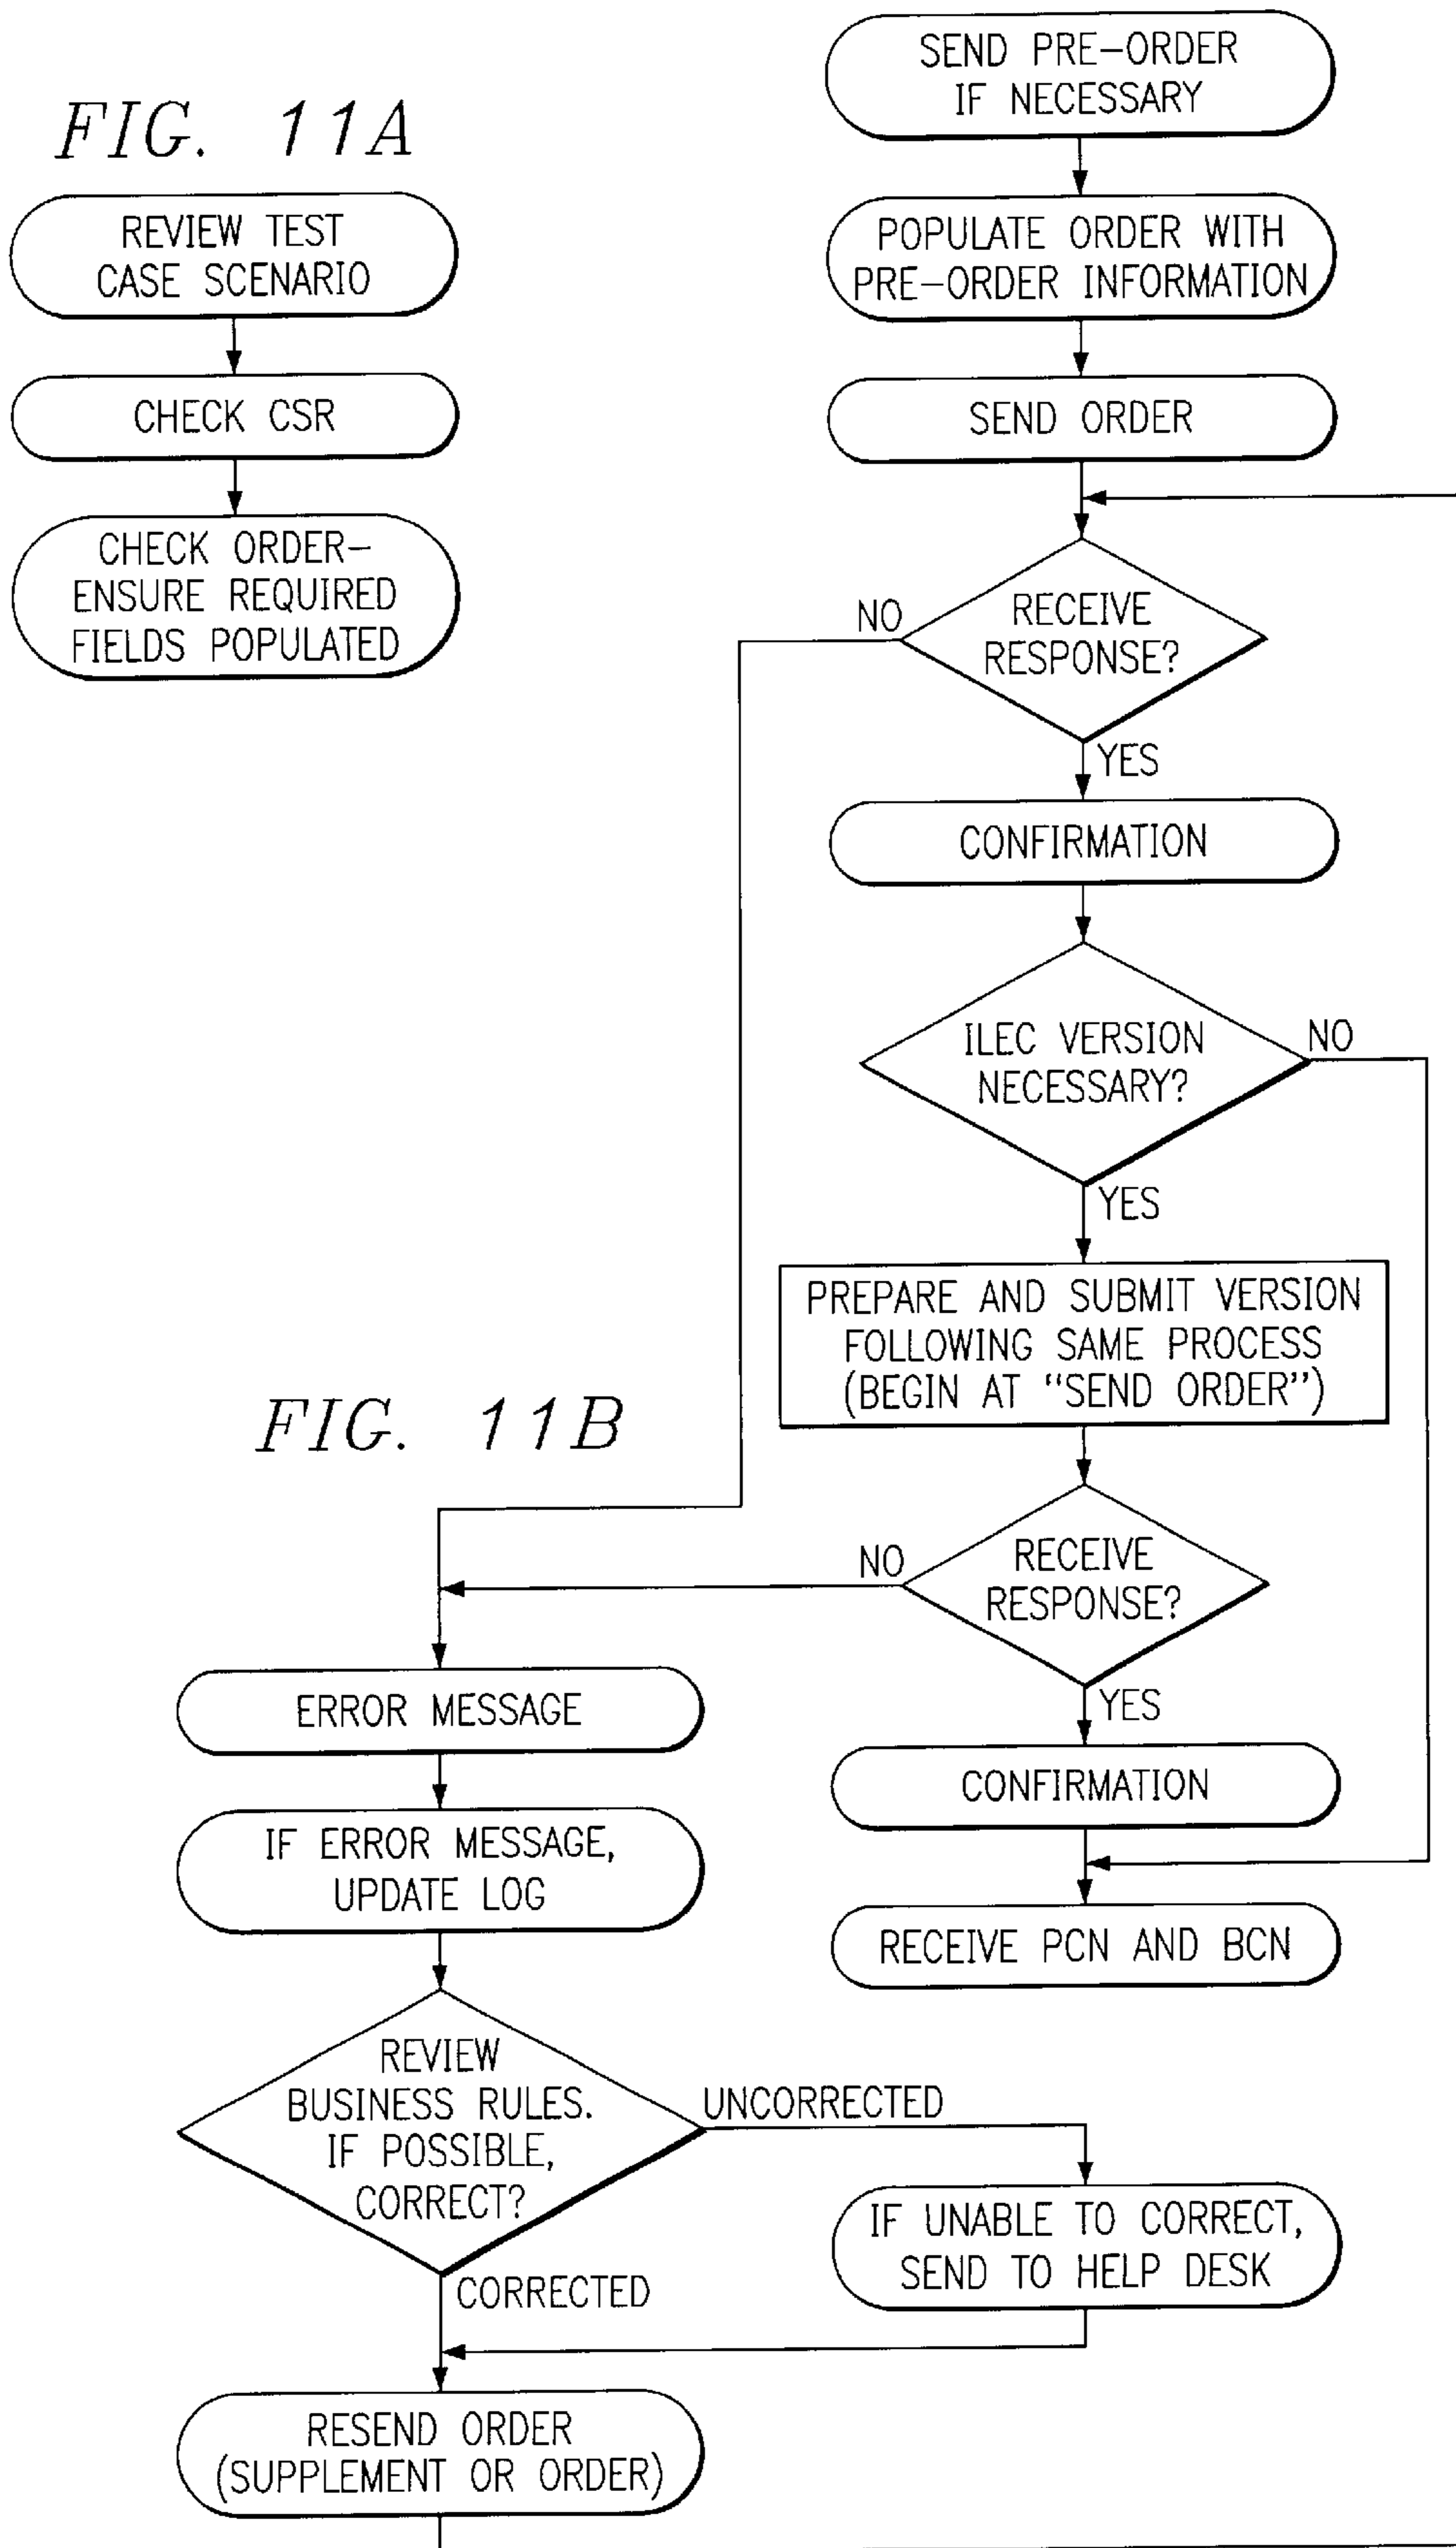 FIG. 11A
REVIEW TEST
CASE SCENARIO
CHECK CSR
CHECK ORDER-
ENSURE REQUIRED
FIELDS POPULATED
FIG. 11B
SEND PRE-ORDER
IF NECESSARY
POPULATE ORDER WITH
PRE-ORDER INFORMATION
SEND ORDER
RECEIVE
RESPONSE?
NO
YES
CONFIRMATION
ILEC VERSION
NECESSARY?
NO
YES
PREPARE AND SUBMIT VERSION
FOLLOWING SAME PROCESS
(BEGIN AT "SEND ORDER")
RECEIVE
RESPONSE?
NO
YES
CONFIRMATION
RECEIVE PCN AND BCN
ERROR MESSAGE
IF ERROR MESSAGE,
UPDATE LOG
REVIEW
BUSINESS RULES.
IF POSSIBLE,
CORRECT?
UNCORRECTED
IF UNABLE TO CORRECT,
SEND TO HELP DESK
CORRECTED
RESEND ORDER
(SUPPLEMENT OR ORDER)